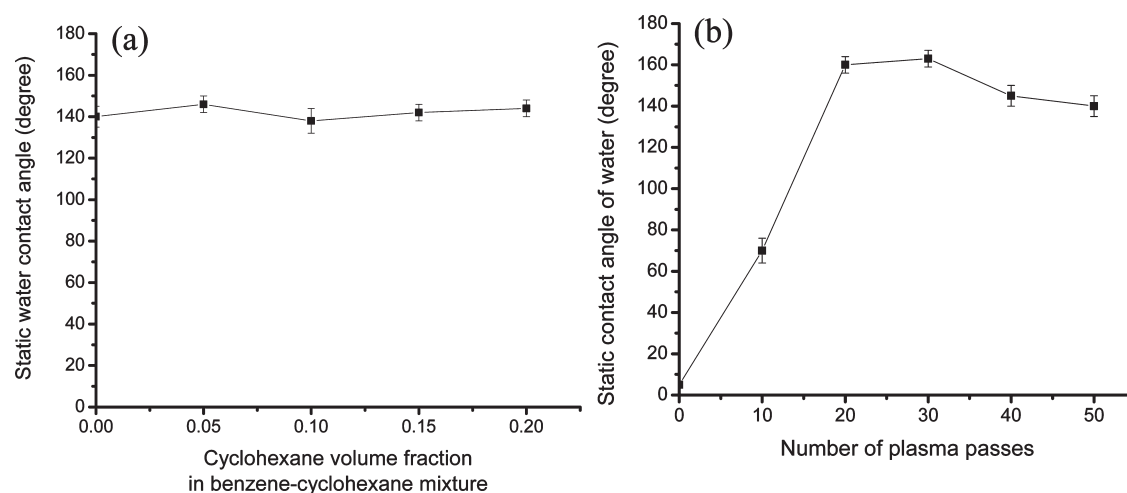 (a)
Static water contact angle (degree)
180
160
140
120
100
80
60
40
20
0
0.00 0.05 0.10 0.15 0.20
Cyclohexane volume fraction
in benzene-cyclohexane mixture
(b)
Static contact angle of water (degree)
180
160
140
120
100
80
60
40
20
0
0 10 20 30 40 50
Number of plasma passes